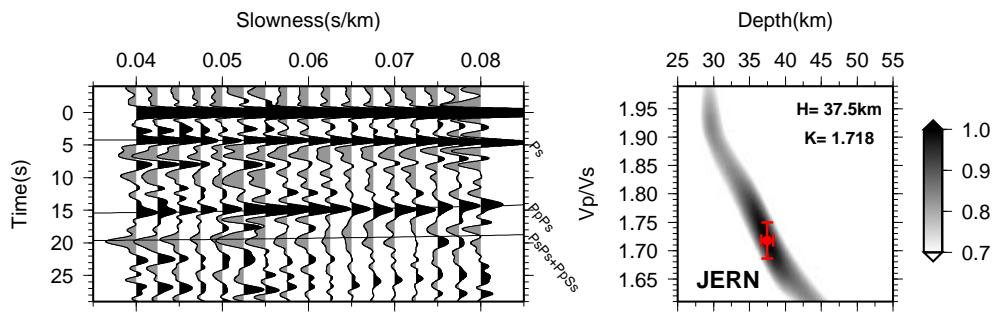 Slowness(s/km)
0.04 0.05 0.06 0.07 0.08
Time(s)
0
5
10
15
20
25
Ps
PpPs
PsPs+PpSs
Depth(km)
25 30 35 40 45 50 55
Vp/Vs
1.95
1.90
1.85
1.80
1.75
1.70
1.65
H= 37.5km
K= 1.718
JERN
1.0
0.9
0.8
0.7